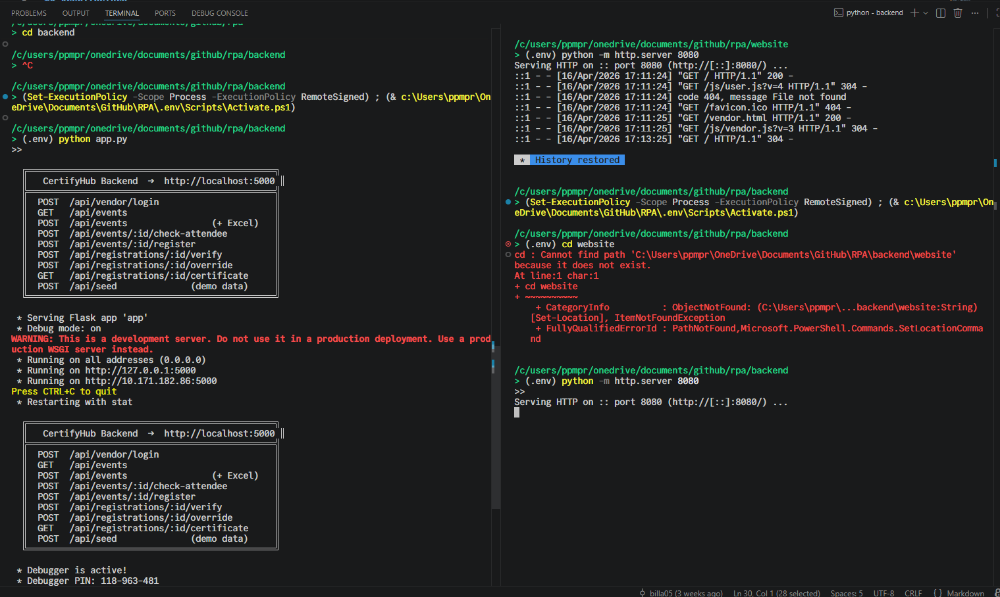 PROBLEMS OUTPUT TERMINAL PORTS DEBUG CONSOLE
python - backend
/c/users/ppmpr/onedrive/documents/github/rpa
> cd backend
/c/users/ppmpr/onedrive/documents/github/rpa/backend
> ^C
/c/users/ppmpr/onedrive/documents/github/rpa/backend
> (Set-ExecutionPolicy -Scope Process -ExecutionPolicy RemoteSigned) ; (& c:\Users\ppmpr\On
eDrive\Documents\GitHub\RPA\.env\Scripts\Activate.ps1)
/c/users/ppmpr/onedrive/documents/github/rpa/backend
> (.env) python app.py
>>
CertifyHub Backend → http://localhost:5000
POST /api/vendor/login
GET /api/events
POST /api/events (+ Excel)
POST /api/events/:id/check-attendee
POST /api/events/:id/register
POST /api/registrations/:id/verify
POST /api/registrations/:id/override
GET /api/registrations/:id/certificate
POST /api/seed (demo data)
* Serving Flask app 'app'
* Debug mode: on
WARNING: This is a development server. Do not use it in a production deployment. Use a prod
uction WSGI server instead.
* Running on all addresses (0.0.0.0)
* Running on http://127.0.0.1:5000
* Running on http://10.171.182.86:5000
Press CTRL+C to quit
* Restarting with stat
CertifyHub Backend → http://localhost:5000
POST /api/vendor/login
GET /api/events
POST /api/events (+ Excel)
POST /api/events/:id/check-attendee
POST /api/events/:id/register
POST /api/registrations/:id/verify
POST /api/registrations/:id/override
GET /api/registrations/:id/certificate
POST /api/seed (demo data)
* Debugger is active!
* Debugger PIN: 118-963-481
/c/users/ppmpr/onedrive/documents/github/rpa/website
> (.env) python -m http.server 8080
Serving HTTP on :: port 8080 (http://[::]:8080/) ...
::1 - - [16/Apr/2026 17:11:24] "GET / HTTP/1.1" 200 -
::1 - - [16/Apr/2026 17:11:24] "GET /js/user.js?v=4 HTTP/1.1" 304 -
::1 - - [16/Apr/2026 17:11:24] code 404, message File not found
::1 - - [16/Apr/2026 17:11:24] "GET /favicon.ico HTTP/1.1" 404 -
::1 - - [16/Apr/2026 17:11:25] "GET /vendor.html HTTP/1.1" 200 -
::1 - - [16/Apr/2026 17:11:25] "GET /js/vendor.js?v=3 HTTP/1.1" 304 -
::1 - - [16/Apr/2026 17:13:25] "GET / HTTP/1.1" 304 -
* History restored
/c/users/ppmpr/onedrive/documents/github/rpa/backend
> (Set-ExecutionPolicy -Scope Process -ExecutionPolicy RemoteSigned) ; (& c:\Users\ppmpr\On
eDrive\Documents\GitHub\RPA\.env\Scripts\Activate.ps1)
/c/users/ppmpr/onedrive/documents/github/rpa/backend
> (.env) cd website
cd : Cannot find path 'C:\Users\ppmpr\OneDrive\Documents\GitHub\RPA\backend\website'
because it does not exist.
At line:1 char:1
+ cd website
+ ~~~~~~~~~~
+ CategoryInfo : ObjectNotFound: (C:\Users\ppmpr\...backend\website:String)
[Set-Location], ItemNotFoundException
+ FullyQualifiedErrorId : PathNotFound,Microsoft.PowerShell.Commands.SetLocationComma
nd
/c/users/ppmpr/onedrive/documents/github/rpa/backend
> (.env) python -m http.server 8080
>>
Serving HTTP on :: port 8080 (http://[::]:8080/) ...
billa05 (3 weeks ago) Ln 30, Col 1 (28 selected) Spaces: 5 UTF-8 CRLF { } Markdown